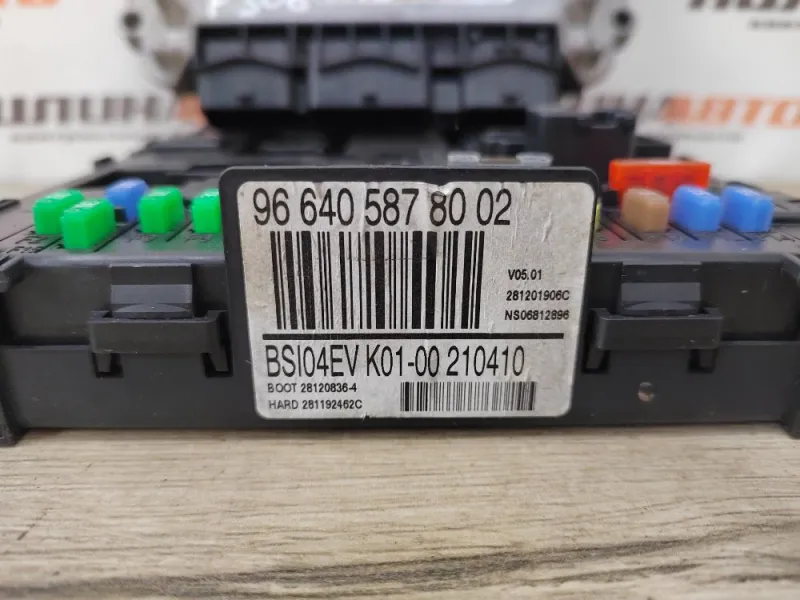 96 640 587 80 02
V05.01
281201906C
NS06812896
BSI04EV K01-00 210410
BOOT 28120836-4
HARD 281192462C